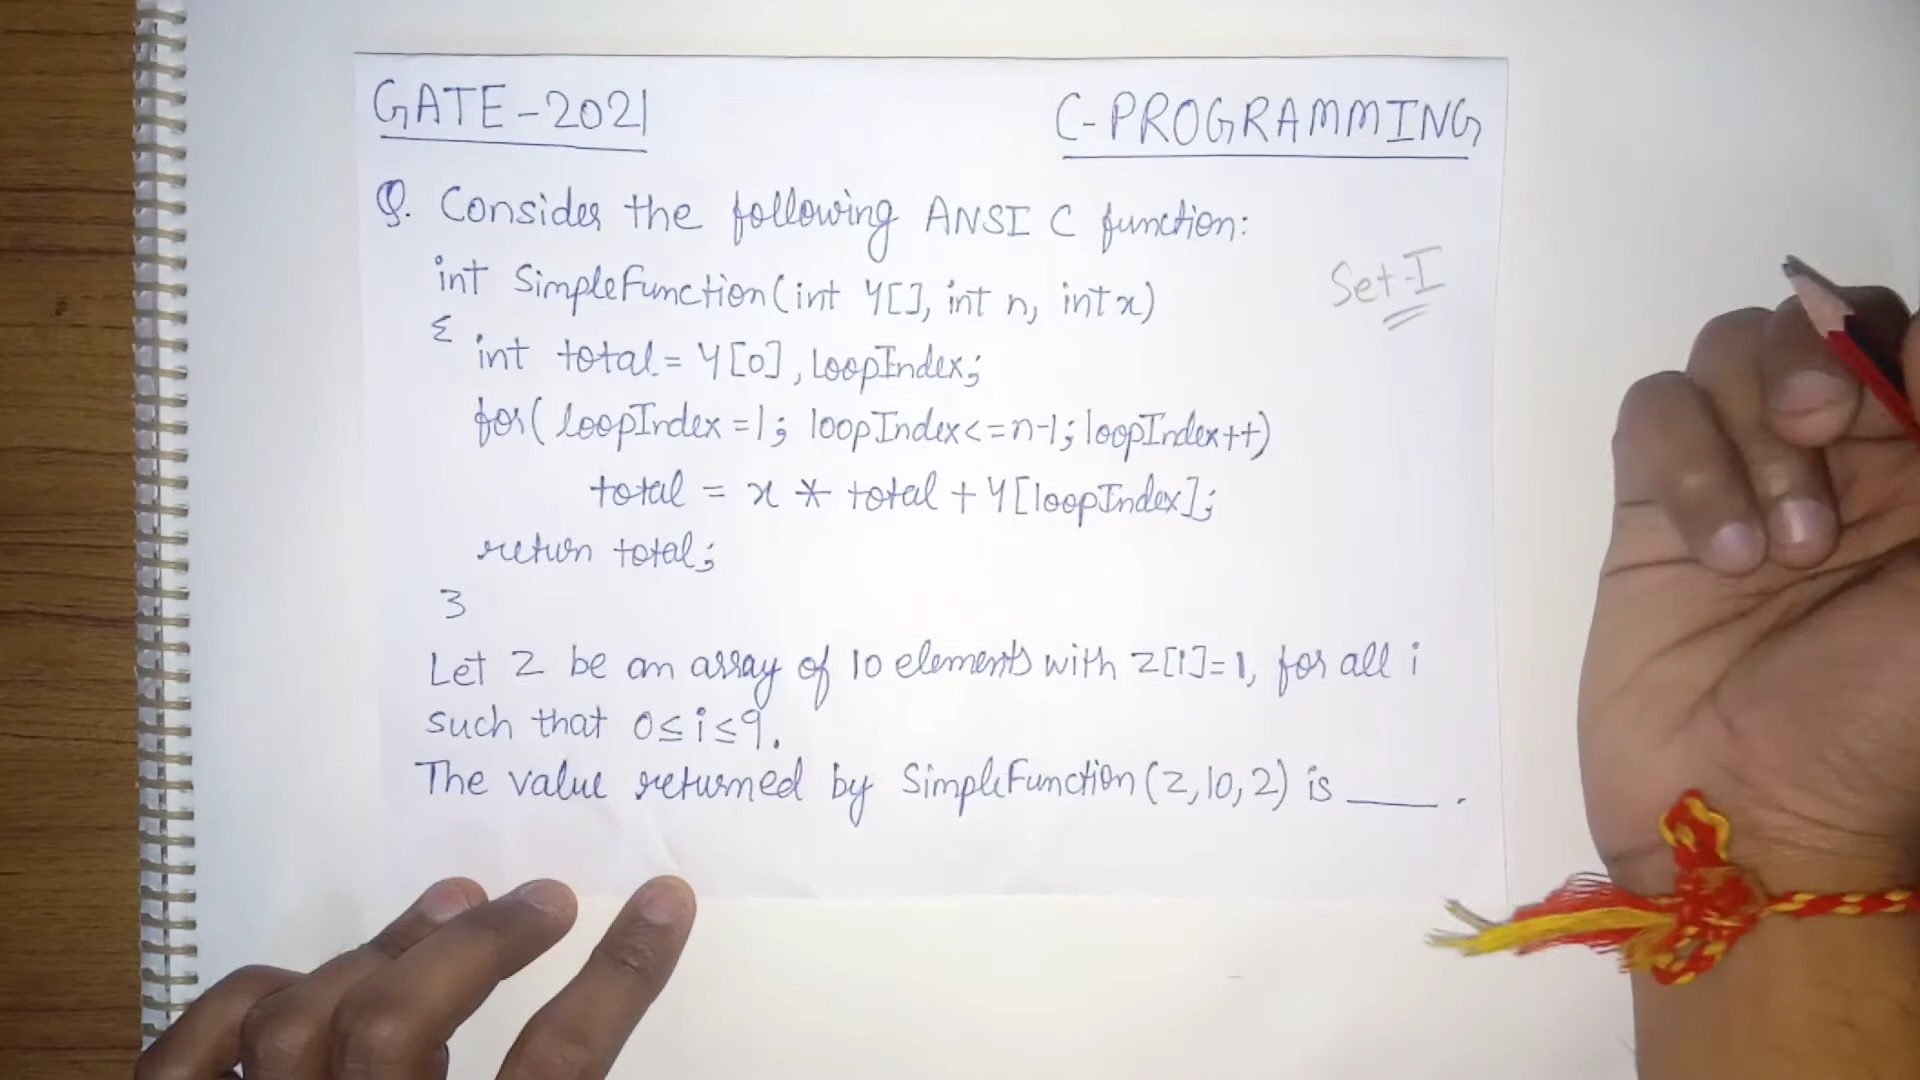 GATE-2021
C-PROGRAMMING
Q. Consider the following ANSI C function:
Set-I
int SimpleFunction(int Y[], int n, int x)
{
int total = Y[0], LoopIndex;
for( loopIndex =1; loopIndex<=n-1; loopIndex++)
total = x * total + Y[loopIndex];
return total;
}
Let Z be an array of 10 elements with Z[1]=1, for all i
such that 0≤i≤9.
The value returned by SimpleFunction(Z,10,2) is ____.